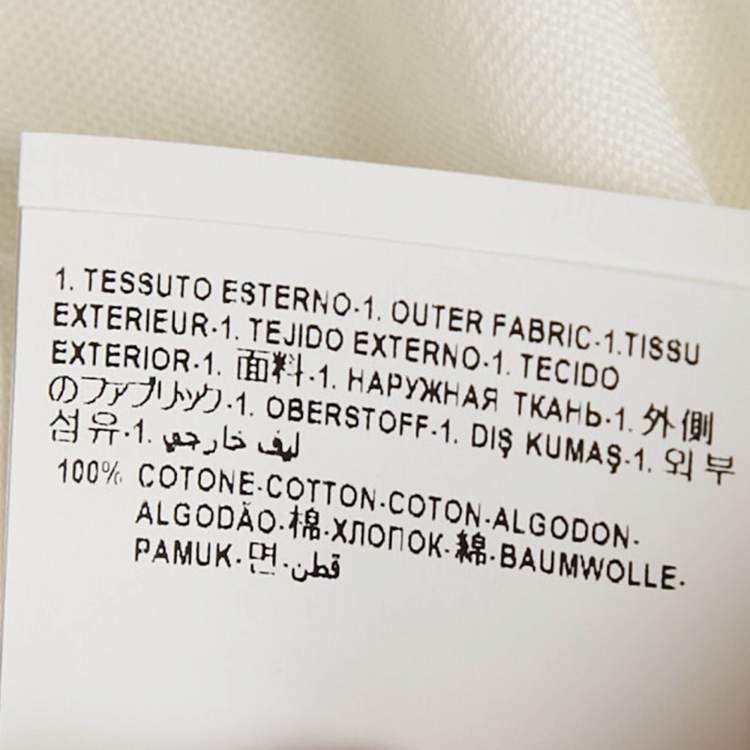 1. TESSUTO ESTERNO-1. OUTER FABRIC-1.TISSU
EXTERIEUR-1. TEJIDO EXTERNO-1. TECIDO
EXTERIOR-1. 面料-1. НАРУЖНАЯ ТКАНЬ-1. 外側
のファブリック-1. OBERSTOFF-1. DIŞ KUMAŞ-1. 외부
섬유-1. ليف خارجي
100% COTONE-COTTON-COTON-ALGODON-
ALGODÃO-棉-ХЛОПОК-綿-BAUMWOLLE-
PAMUK-면-قطن